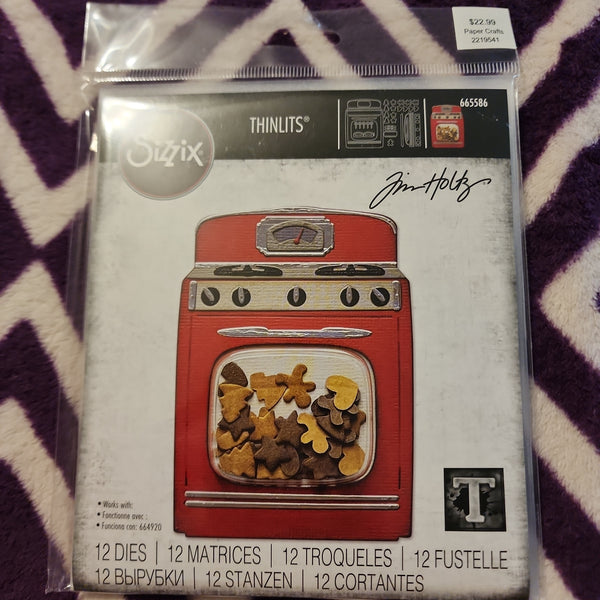 $22.99
Paper Crafts
2219541
THINLITS®
665586
Sizzix
Tim Holtz
• Works with:
• Fonctionne avec :
• Funciona con: 664920
T
12 DIES | 12 MATRICES | 12 TROQUELES | 12 FUSTELLE
12 ВЫРУБКИ | 12 STANZEN | 12 CORTANTES